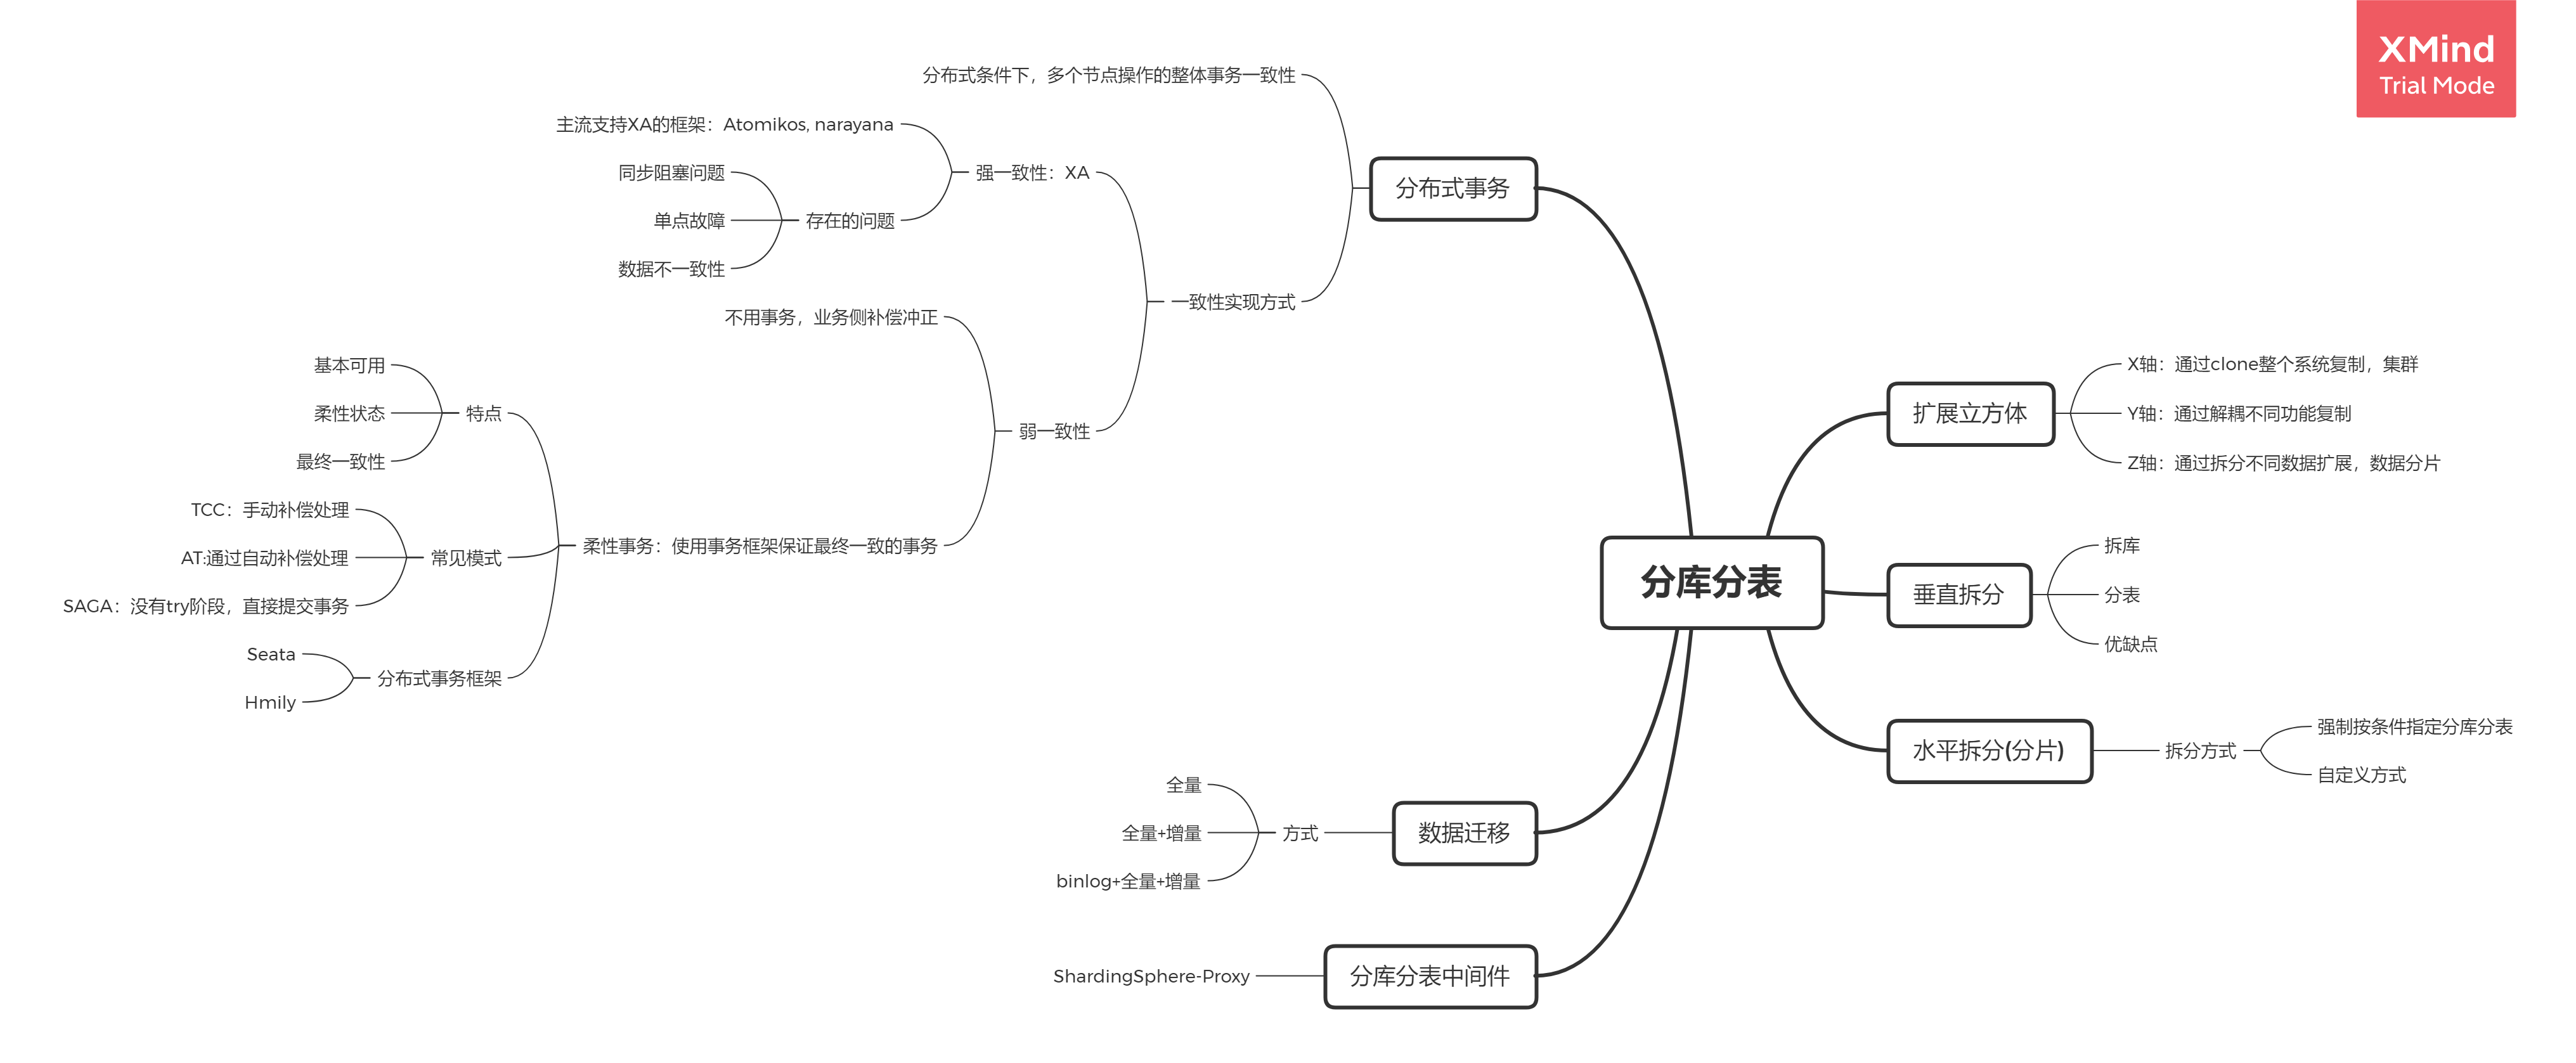 XMind
Trial Mode
分库分表
扩展立方体
X轴：通过clone整个系统复制，集群
Y轴：通过解耦不同功能复制
Z轴：通过拆分不同数据扩展，数据分片
垂直拆分
拆库
分表
优缺点
水平拆分(分片)
拆分方式
强制按条件指定分库分表
自定义方式
分布式事务
分布式条件下，多个节点操作的整体事务一致性
一致性实现方式
强一致性：XA
主流支持XA的框架：Atomikos, narayana
存在的问题
同步阻塞问题
单点故障
数据不一致性
弱一致性
不用事务，业务侧补偿冲正
柔性事务：使用事务框架保证最终一致的事务
特点
基本可用
柔性状态
最终一致性
常见模式
TCC：手动补偿处理
AT:通过自动补偿处理
SAGA：没有try阶段，直接提交事务
分布式事务框架
Seata
Hmily
数据迁移
方式
全量
全量+增量
binlog+全量+增量
分库分表中间件
ShardingSphere-Proxy